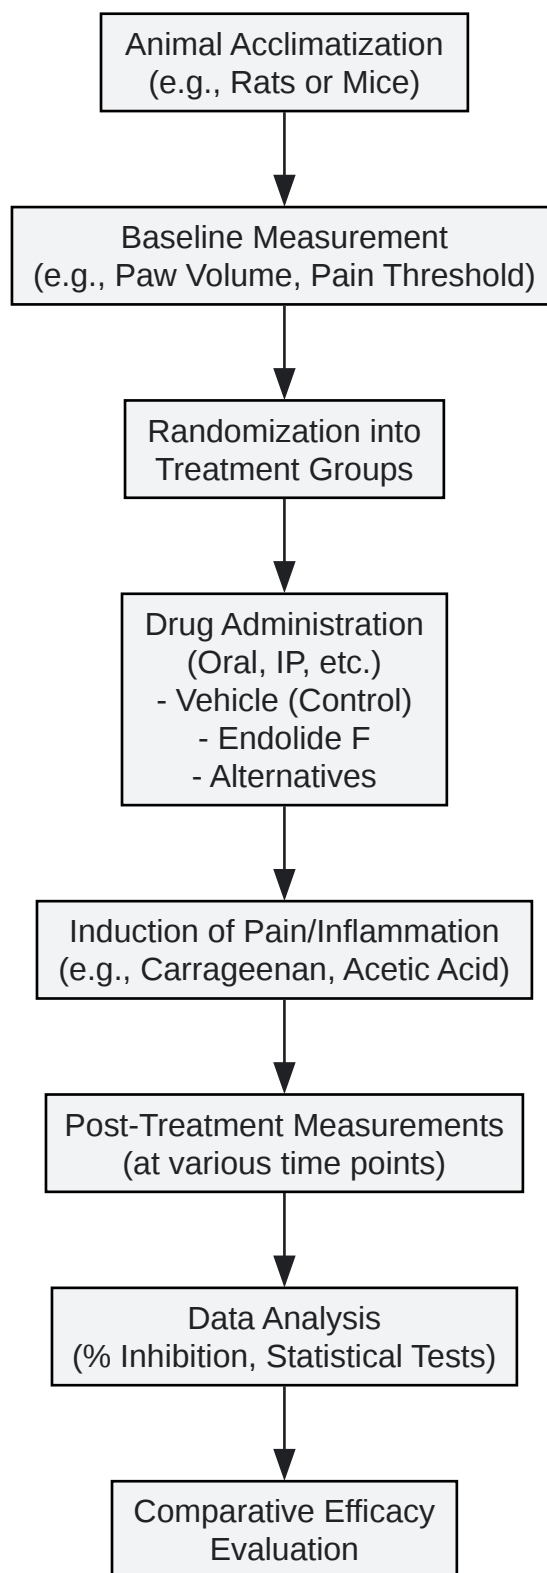 Animal Acclimatization
(e.g., Rats or Mice)
Baseline Measurement
(e.g., Paw Volume, Pain Threshold)
Randomization into
Treatment Groups
Drug Administration
(Oral, IP, etc.)
- Vehicle (Control)
- Endolide F
- Alternatives
Induction of Pain/Inflammation
(e.g., Carrageenan, Acetic Acid)
Post-Treatment Measurements
(at various time points)
Data Analysis
(% Inhibition, Statistical Tests)
Comparative Efficacy
Evaluation